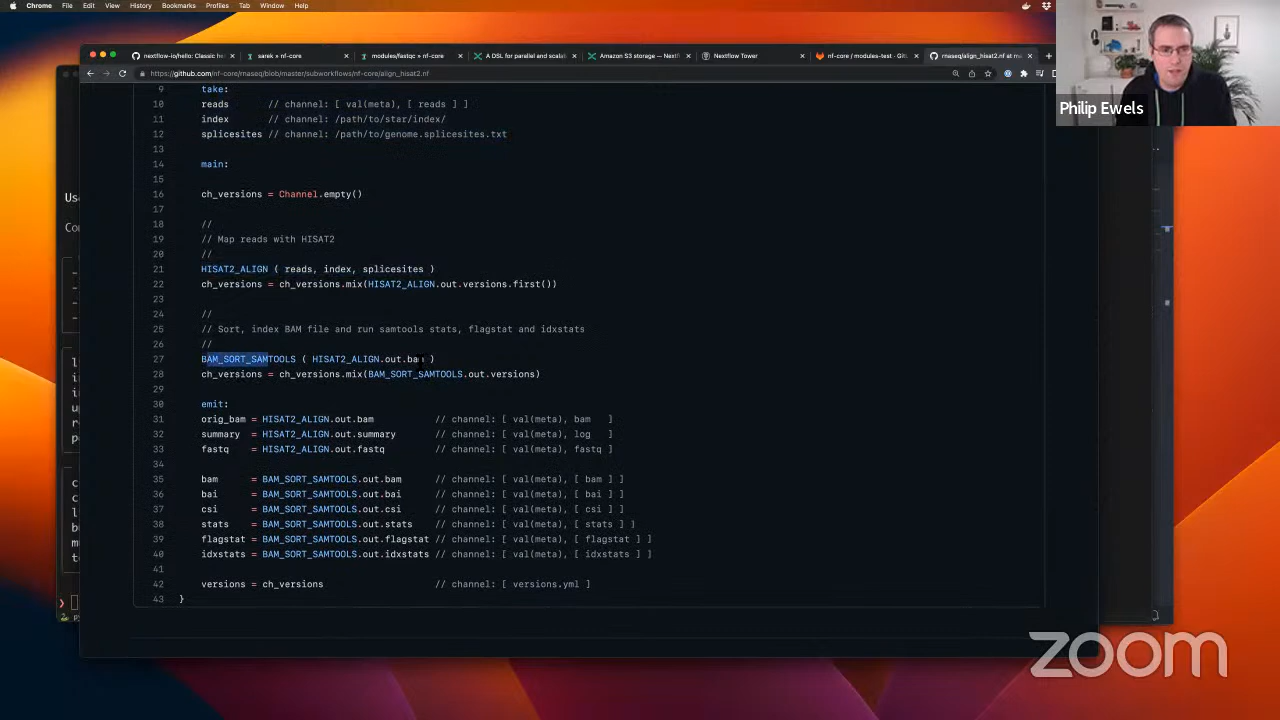 Chrome File Edit View History Bookmarks Profiles Tab Window Help
nextflow-io/hello: Classic he × sarek » nf-core × modules/fastqc » nf-core × A DSL for parallel and scalab × Amazon S3 storage — Nextfl × Nextflow Tower × nf-core / modules-test · GitL × rnaseq/align_hisat2.nf at ma ×
https://github.com/nf-core/rnaseq/blob/master/subworkflows/nf-core/align_hisat2.nf
Philip Ewels
9 take:
10 reads // channel: [ val(meta), [ reads ] ]
11 index // channel: /path/to/star/index/
12 splicesites // channel: /path/to/genome.splicesites.txt
13
14 main:
15
16 ch_versions = Channel.empty()
17
18 //
19 // Map reads with HISAT2
20 //
21 HISAT2_ALIGN ( reads, index, splicesites )
22 ch_versions = ch_versions.mix(HISAT2_ALIGN.out.versions.first())
23
24 //
25 // Sort, index BAM file and run samtools stats, flagstat and idxstats
26 //
27 BAM_SORT_SAMTOOLS ( HISAT2_ALIGN.out.bam )
28 ch_versions = ch_versions.mix(BAM_SORT_SAMTOOLS.out.versions)
29
30 emit:
31 orig_bam = HISAT2_ALIGN.out.bam // channel: [ val(meta), bam ]
32 summary = HISAT2_ALIGN.out.summary // channel: [ val(meta), log ]
33 fastq = HISAT2_ALIGN.out.fastq // channel: [ val(meta), fastq ]
34
35 bam = BAM_SORT_SAMTOOLS.out.bam // channel: [ val(meta), [ bam ] ]
36 bai = BAM_SORT_SAMTOOLS.out.bai // channel: [ val(meta), [ bai ] ]
37 csi = BAM_SORT_SAMTOOLS.out.csi // channel: [ val(meta), [ csi ] ]
38 stats = BAM_SORT_SAMTOOLS.out.stats // channel: [ val(meta), [ stats ] ]
39 flagstat = BAM_SORT_SAMTOOLS.out.flagstat // channel: [ val(meta), [ flagstat ] ]
40 idxstats = BAM_SORT_SAMTOOLS.out.idxstats // channel: [ val(meta), [ idxstats ] ]
41
42 versions = ch_versions // channel: [ versions.yml ]
43 }
zoom